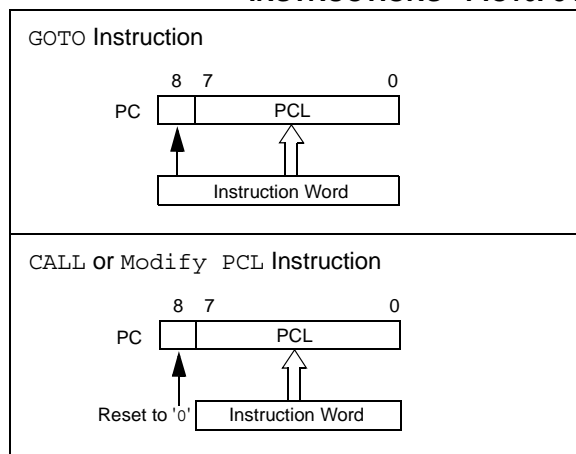 GOTO Instruction
8 7 0
PC PCL
Instruction Word
CALL or Modify PCL Instruction
8 7 0
PC PCL
Reset to '0' Instruction Word